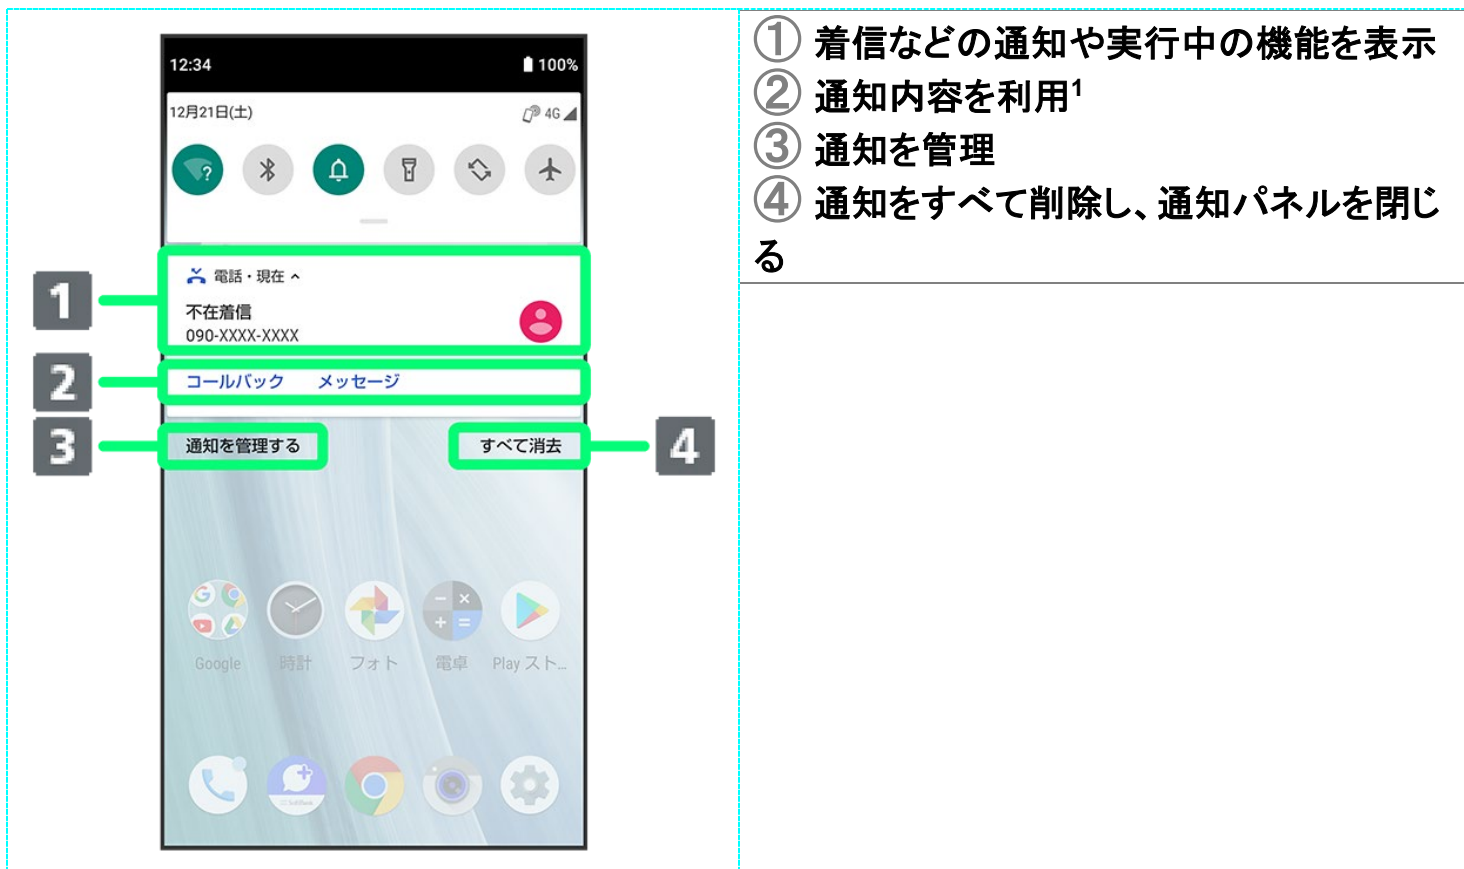 12:34
100%
12月21日(土)
4G
電話・現在
不在着信
090-XXXX-XXXX
コールバック メッセージ
通知を管理する
すべて消去
1
2
3
4
Google 時計 フォト 電卓 Play スト...
SoftBank
① 着信などの通知や実行中の機能を表示
② 通知内容を利用¹
③ 通知を管理
④ 通知をすべて削除し、通知パネルを閉じ
る